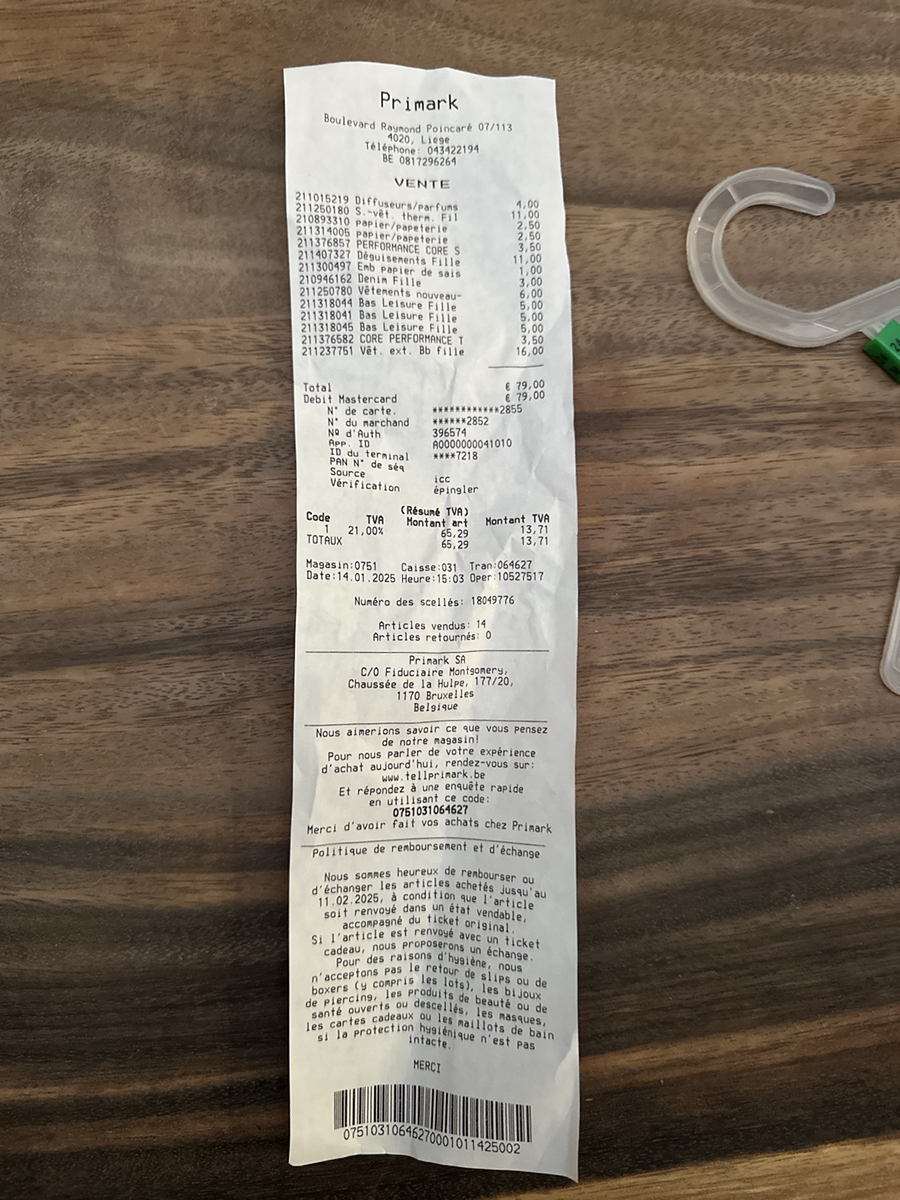 Primark
Boulevard Raymond Poincaré 07/113
4020, Liege
Téléphone: 043422194
BE 0817296264
VENTE
211015219 Diffuseurs/parfums 4,00
211250180 S.-vêt. therm. Fil 11,00
210893310 papier/papeterie 2,50
211314005 papier/papeterie 2,50
211376857 PERFORMANCE CORE S 3,50
211407327 Déguisements Fille 11,00
211300497 Emb papier de sais 1,00
210946162 Denim Fille 3,00
211250780 Vêtements nouveau- 6,00
211318044 Bas Leisure Fille 5,00
211318041 Bas Leisure Fille 5,00
211318045 Bas Leisure Fille 5,00
211376582 CORE PERFORMANCE T 3,50
211237751 Vêt. ext. Bb fille 16,00
Total € 79,00
Debit Mastercard € 79,00
N° de carte. ************2855
N° du marchand ******2852
Nº d'Auth 396574
App. ID A0000000041010
ID du terminal ****7218
PAN N° de séq
Source icc
Vérification épingler
(Résumé TVA)
Code TVA Montant art Montant TVA
1 21,00% 65,29 13,71
TOTAUX 65,29 13,71
Magasin:0751 Caisse:031 Tran:064627
Date:14.01.2025 Heure:15:03 Oper:10527517
Numéro des scellés: 18049776
Articles vendus: 14
Articles retournés: 0
Primark SA
C/O Fiduciaire Montgomery,
Chaussée de la Hulpe, 177/20,
1170 Bruxelles
Belgique
Nous aimerions savoir ce que vous pensez
de notre magasin!
Pour nous parler de votre expérience
d'achat aujourd'hui, rendez-vous sur:
www.tellprimark.be
Et répondez à une enquête rapide
en utilisant ce code:
0751031064627
Merci d'avoir fait vos achats chez Primark
Politique de remboursement et d'échange
Nous sommes heureux de rembourser ou
d'échanger les articles achetés jusqu'au
11.02.2025, à condition que l'article
soit renvoyé dans un état vendable,
accompagné du ticket original.
Si l'article est renvoyé avec un ticket
cadeau, nous proposerons un échange.
Pour des raisons d'hygiène, nous
n'acceptons pas le retour de slips ou de
boxers (y compris les lots), les bijoux
de piercing, les produits de beauté ou de
santé ouverts ou descellés, les masques,
les cartes cadeaux ou les maillots de bain
si la protection hygiénique n'est pas
intacte.
MERCI
07510310646270001011425002